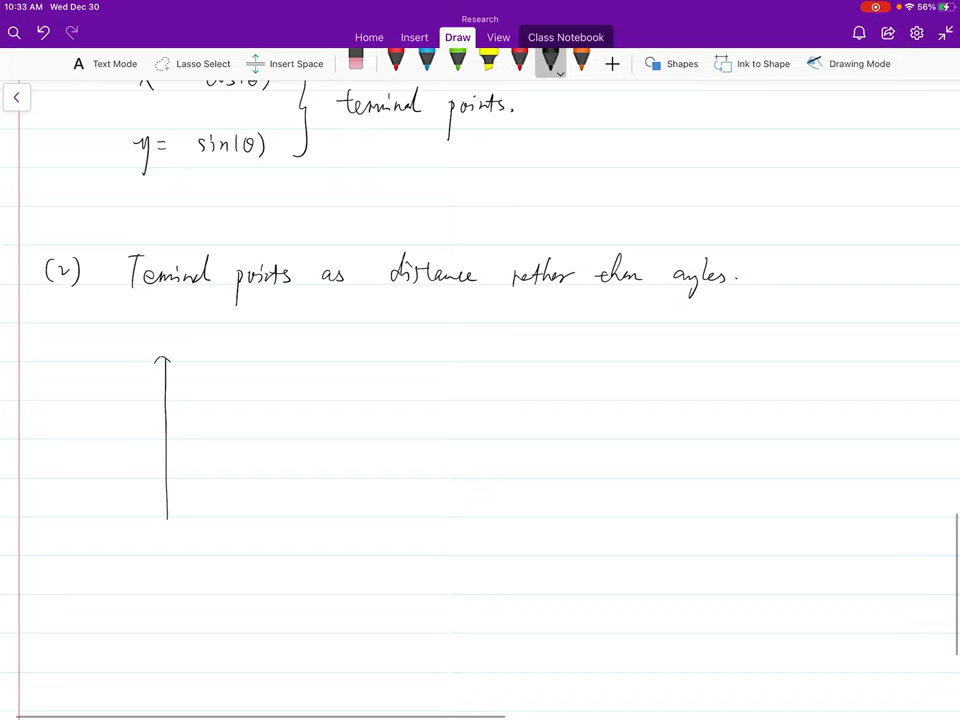 10:33 AM Wed Dec 30
56%
Research
Home Insert Draw View Class Notebook
A Text Mode Lasso Select Insert Space Shapes Ink to Shape Drawing Mode
cos(θ)
terminal points.
y = sin(θ)
(2) Terminal points as distance rather than angles.